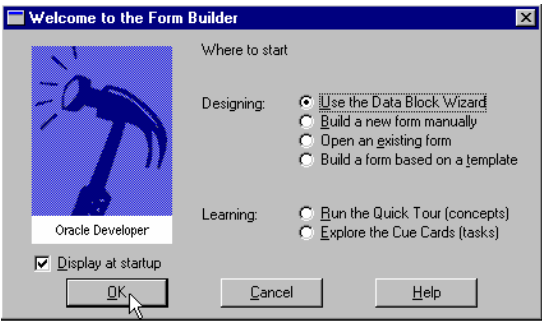 Welcome to the Form Builder
Where to start
Designing:
Use the Data Block Wizard
Build a new form manually
Open an existing form
Build a form based on a template
Learning:
Run the Quick Tour (concepts)
Explore the Cue Cards (tasks)
Oracle Developer
Display at startup
OK
Cancel
Help